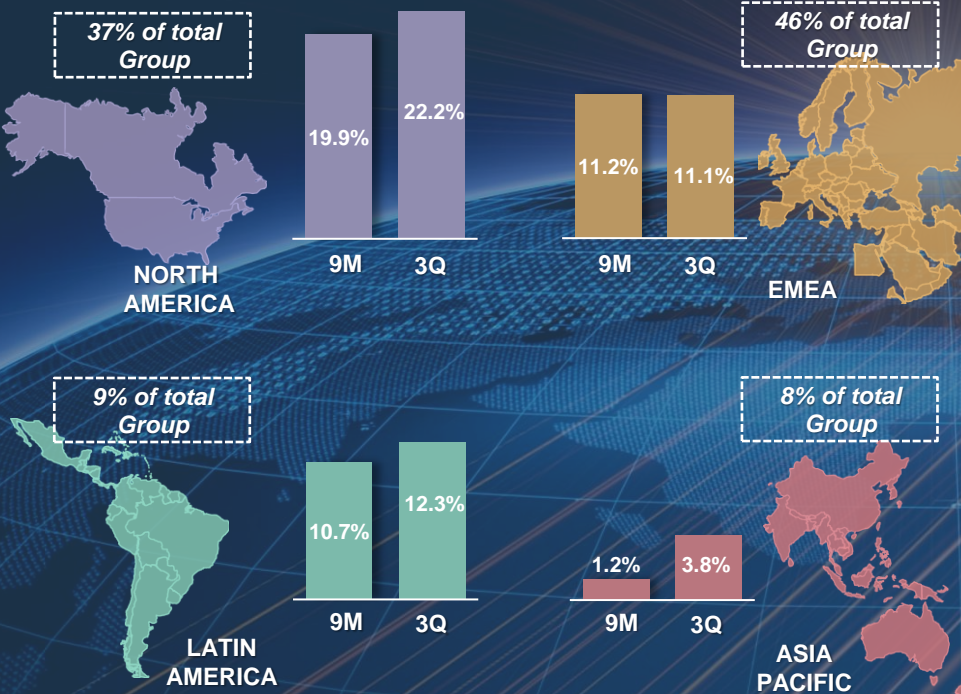 37% of total
Group
19.9%
22.2%
9M
3Q
NORTH
AMERICA
46% of total
Group
11.2%
11.1%
9M
3Q
EMEA
9% of total
Group
10.7%
12.3%
9M
3Q
LATIN
AMERICA
8% of total
Group
1.2%
3.8%
9M
3Q
ASIA
PACIFIC